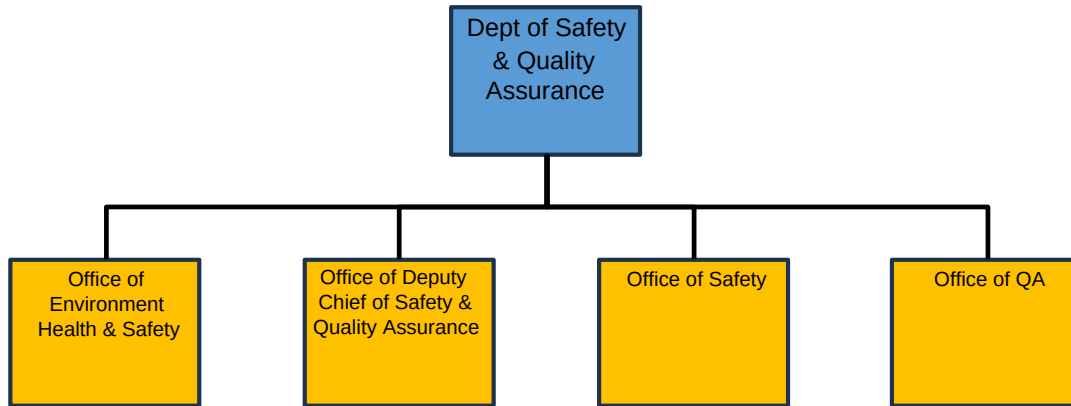 Dept of Safety
& Quality
Assurance
Office of
Environment
Health & Safety
Office of Deputy
Chief of Safety &
Quality Assurance
Office of Safety
Office of QA